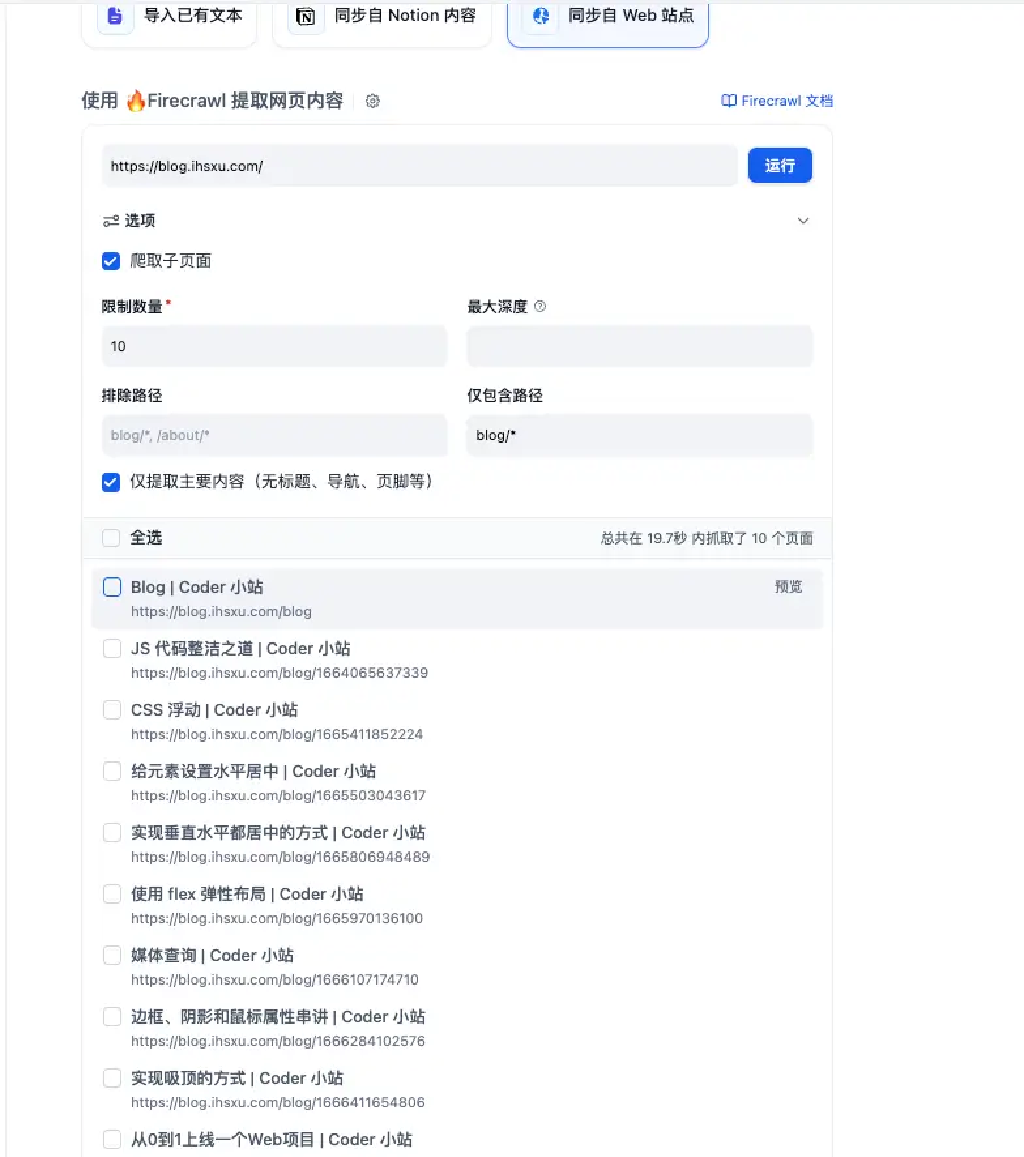 导入已有文本
同步自 Notion 内容
同步自 Web 站点
使用 🔥Firecrawl 提取网页内容
Firecrawl 文档
https://blog.ihsxu.com/
运行
选项
爬取子页面
限制数量*
最大深度
10
排除路径
仅包含路径
blog/*, /about/*
blog/*
仅提取主要内容（无标题、导航、页脚等）
全选
总共在 19.7秒 内抓取了 10 个页面
Blog | Coder 小站
预览
https://blog.ihsxu.com/blog
JS 代码整洁之道 | Coder 小站
https://blog.ihsxu.com/blog/1664065637339
CSS 浮动 | Coder 小站
https://blog.ihsxu.com/blog/1665411852224
给元素设置水平居中 | Coder 小站
https://blog.ihsxu.com/blog/1665503043617
实现垂直水平都居中的方式 | Coder 小站
https://blog.ihsxu.com/blog/1665806948489
使用 flex 弹性布局 | Coder 小站
https://blog.ihsxu.com/blog/1665970136100
媒体查询 | Coder 小站
https://blog.ihsxu.com/blog/1666107174710
边框、阴影和鼠标属性串讲 | Coder 小站
https://blog.ihsxu.com/blog/1666284102576
实现吸顶的方式 | Coder 小站
https://blog.ihsxu.com/blog/1666411654806
从0到1上线一个Web项目 | Coder 小站